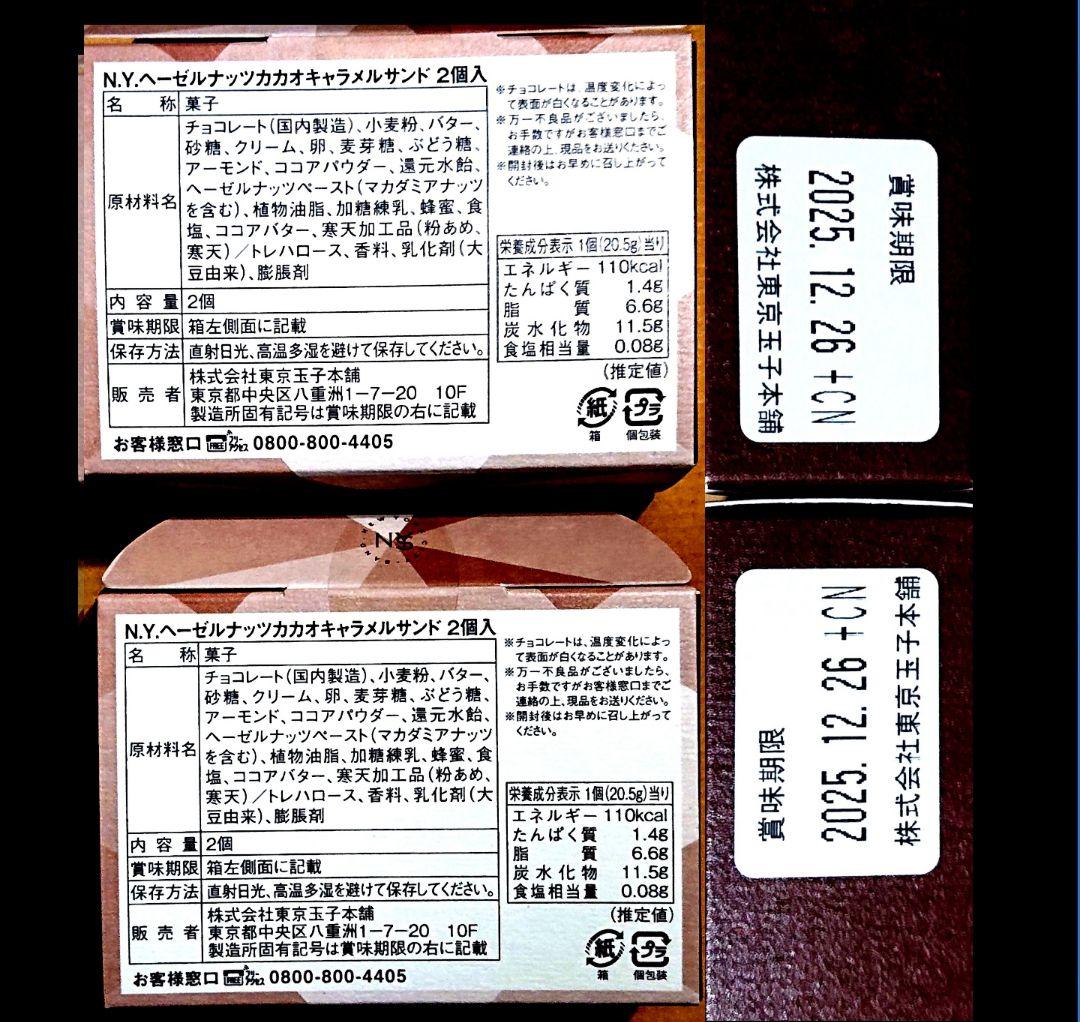 N.Y.ヘーゼルナッツカカオキャラメルサンド 2個入
名 称 菓子
原材料名 チョコレート(国内製造)、小麦粉、バター、
砂糖、クリーム、卵、麦芽糖、ぶどう糖、
アーモンド、ココアパウダー、還元水飴、
ヘーゼルナッツペースト(マカダミアナッツ
を含む)、植物油脂、加糖練乳、蜂蜜、食
塩、ココアバター、寒天加工品(粉あめ、
寒天)/トレハロース、香料、乳化剤(大
豆由来)、膨脹剤
内容量 2個
賞味期限 箱左側面に記載
保存方法 直射日光、高温多湿を避けて保存してください。
販売者 株式会社東京玉子本舗
東京都中央区八重洲1-7-20 10F
製造所固有記号は賞味期限の右に記載
お客様窓口 0800-800-4405
※チョコレートは、温度変化によっ
て表面が白くなることがあります。
※万一不良品がございましたら、
お手数ですがお客様窓口までご
連絡の上、現品をお送りください。
※開封後はお早めに召し上がって
ください。
栄養成分表示 1個(20.5g)当り
エネルギー 110kcal
たんぱく質 1.4g
脂質 6.6g
炭水化物 11.5g
食塩相当量 0.08g
(推定値)
紙 プラ
箱 個包装
賞味期限
2025. 12. 26 +CN
株式会社東京玉子本舗
N.Y.ヘーゼルナッツカカオキャラメルサンド 2個入
名 称 菓子
原材料名 チョコレート(国内製造)、小麦粉、バター、
砂糖、クリーム、卵、麦芽糖、ぶどう糖、
アーモンド、ココアパウダー、還元水飴、
ヘーゼルナッツペースト(マカダミアナッツ
を含む)、植物油脂、加糖練乳、蜂蜜、食
塩、ココアバター、寒天加工品(粉あめ、
寒天)/トレハロース、香料、乳化剤(大
豆由来)、膨脹剤
内容量 2個
賞味期限 箱左側面に記載
保存方法 直射日光、高温多湿を避けて保存してください。
販売者 株式会社東京玉子本舗
東京都中央区八重洲1-7-20 10F
製造所固有記号は賞味期限の右に記載
お客様窓口 0800-800-4405
※チョコレートは、温度変化によっ
て表面が白くなることがあります。
※万一不良品がございましたら、
お手数ですがお客様窓口までご
連絡の上、現品をお送りください。
※開封後はお早めに召し上がって
ください。
栄養成分表示 1個(20.5g)当り
エネルギー 110kcal
たんぱく質 1.4g
脂質 6.6g
炭水化物 11.5g
食塩相当量 0.08g
(推定値)
紙 プラ
箱 個包装
賞味期限
2025. 12. 26 +CN
株式会社東京玉子本舗